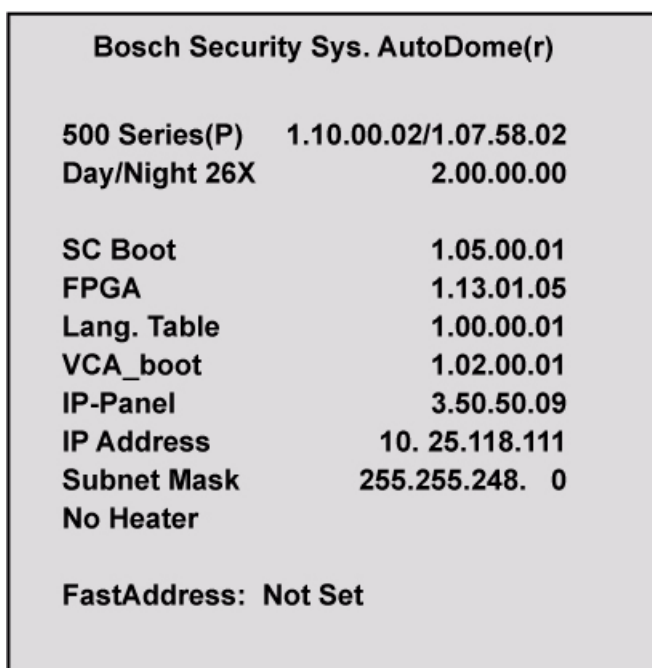 Bosch Security Sys. AutoDome(r)
500 Series(P) 1.10.00.02/1.07.58.02
Day/Night 26X 2.00.00.00
SC Boot 1.05.00.01
FPGA 1.13.01.05
Lang. Table 1.00.00.01
VCA_boot 1.02.00.01
IP-Panel 3.50.50.09
IP Address 10. 25.118.111
Subnet Mask 255.255.248. 0
No Heater
FastAddress: Not Set